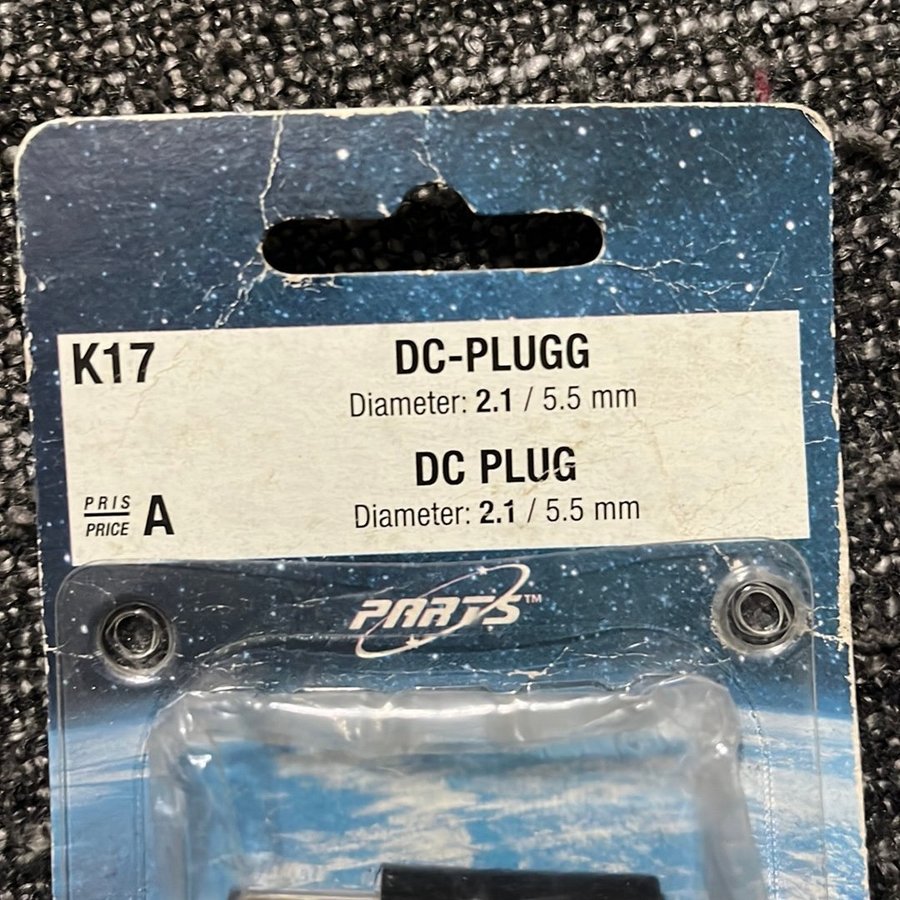 K17
DC-PLUGG
Diameter: 2.1 / 5.5 mm
DC PLUG
Diameter: 2.1 / 5.5 mm
PRIS
PRICE A
PARTS™